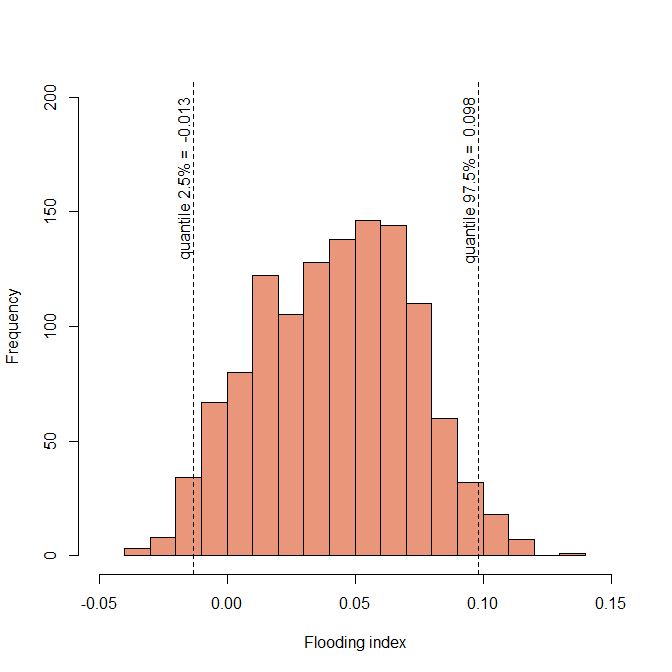 200
150
100
50
0
Frequency
quantile 2.5% = -0.013
quantile 97.5% = 0.098
-0.05
0.00
0.05
0.10
0.15
Flooding index